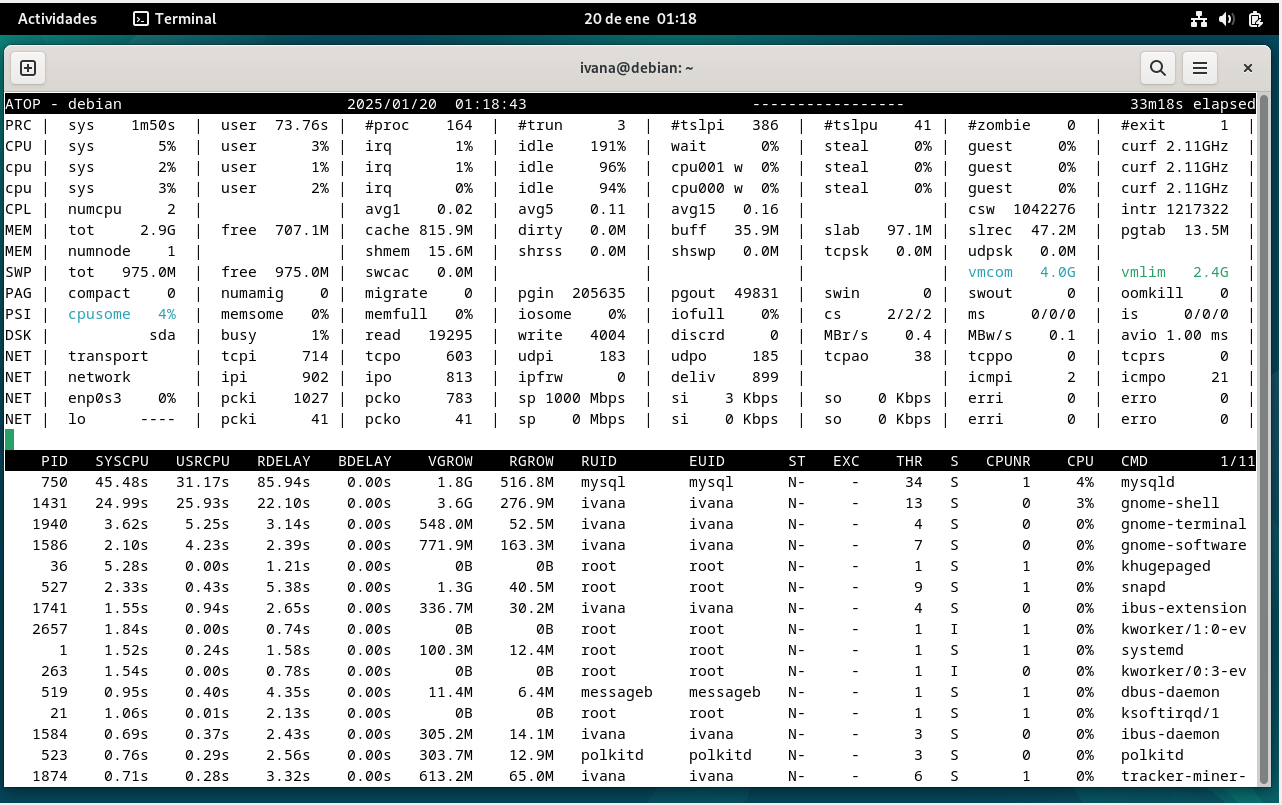 Actividades Terminal 20 de ene 01:18
ivana@debian: ~
ATOP - debian 2025/01/20 01:18:43 ----------------- 33m18s elapsed
PRC | sys 1m50s | user 73.76s | #proc 164 | #trun 3 | #tslpi 386 | #tslpu 41 | #zombie 0 | #exit 1 |
CPU | sys 5% | user 3% | irq 1% | idle 191% | wait 0% | steal 0% | guest 0% | curf 2.11GHz |
cpu | sys 2% | user 1% | irq 1% | idle 96% | cpu001 w 0% | steal 0% | guest 0% | curf 2.11GHz |
cpu | sys 3% | user 2% | irq 0% | idle 94% | cpu000 w 0% | steal 0% | guest 0% | curf 2.11GHz |
CPL | numcpu 2 | | avg1 0.02 | avg5 0.11 | avg15 0.16 | | csw 1042276 | intr 1217322 |
MEM | tot 2.9G | free 707.1M | cache 815.9M | dirty 0.0M | buff 35.9M | slab 97.1M | slrec 47.2M | pgtab 13.5M |
MEM | numnode 1 | | shmem 15.6M | shrss 0.0M | shswp 0.0M | tcpsk 0.0M | udpsk 0.0M | |
SWP | tot 975.0M | free 975.0M | swcac 0.0M | | | | vmcom 4.0G | vmlim 2.4G |
PAG | compact 0 | numamig 0 | migrate 0 | pgin 205635 | pgout 49831 | swin 0 | swout 0 | oomkill 0 |
PSI | cpusome 4% | memsome 0% | memfull 0% | iosome 0% | iofull 0% | cs 2/2/2 | ms 0/0/0 | is 0/0/0 |
DSK | sda | busy 1% | read 19295 | write 4004 | discrd 0 | MBr/s 0.4 | MBw/s 0.1 | avio 1.00 ms |
NET | transport | tcpi 714 | tcpo 603 | udpi 183 | udpo 185 | tcpao 38 | tcppo 0 | tcprs 0 |
NET | network | ipi 902 | ipo 813 | ipfrw 0 | deliv 899 | | icmpi 2 | icmpo 21 |
NET | enp0s3 0% | pcki 1027 | pcko 783 | sp 1000 Mbps | si 3 Kbps | so 0 Kbps | erri 0 | erro 0 |
NET | lo ---- | pcki 41 | pcko 41 | sp 0 Mbps | si 0 Kbps | so 0 Kbps | erri 0 | erro 0 |
PID SYSCPU USRCPU RDELAY BDELAY VGROW RGROW RUID EUID ST EXC THR S CPUNR CPU CMD 1/11
750 45.48s 31.17s 85.94s 0.00s 1.8G 516.8M mysql mysql N- - 34 S 1 4% mysqld
1431 24.99s 25.93s 22.10s 0.00s 3.6G 276.9M ivana ivana N- - 13 S 0 3% gnome-shell
1940 3.62s 5.25s 3.14s 0.00s 548.0M 52.5M ivana ivana N- - 4 S 0 0% gnome-terminal
1586 2.10s 4.23s 2.39s 0.00s 771.9M 163.3M ivana ivana N- - 7 S 0 0% gnome-software
36 5.28s 0.00s 1.21s 0.00s 0B 0B root root N- - 1 S 1 0% khugepaged
527 2.33s 0.43s 5.38s 0.00s 1.3G 40.5M root root N- - 9 S 1 0% snapd
1741 1.55s 0.94s 2.65s 0.00s 336.7M 30.2M ivana ivana N- - 4 S 0 0% ibus-extension
2657 1.84s 0.00s 0.74s 0.00s 0B 0B root root N- - 1 I 1 0% kworker/1:0-ev
1 1.52s 0.24s 1.58s 0.00s 100.3M 12.4M root root N- - 1 S 1 0% systemd
263 1.54s 0.00s 0.78s 0.00s 0B 0B root root N- - 1 I 0 0% kworker/0:3-ev
519 0.95s 0.40s 4.35s 0.00s 11.4M 6.4M messageb messageb N- - 1 S 1 0% dbus-daemon
21 1.06s 0.01s 2.13s 0.00s 0B 0B root root N- - 1 S 1 0% ksoftirqd/1
1584 0.69s 0.37s 2.43s 0.00s 305.2M 14.1M ivana ivana N- - 3 S 0 0% ibus-daemon
523 0.76s 0.29s 2.56s 0.00s 303.7M 12.9M polkitd polkitd N- - 3 S 0 0% polkitd
1874 0.71s 0.28s 3.32s 0.00s 613.2M 65.0M ivana ivana N- - 6 S 1 0% tracker-miner-